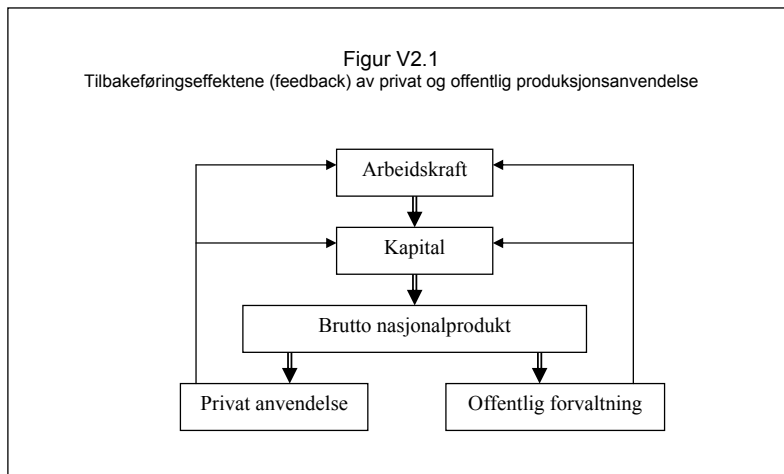 Figur V2.1
Tilbakeføringseffektene (feedback) av privat og offentlig produksjonsanvendelse
Arbeidskraft
Kapital
Brutto nasjonalprodukt
Privat anvendelse
Offentlig forvaltning